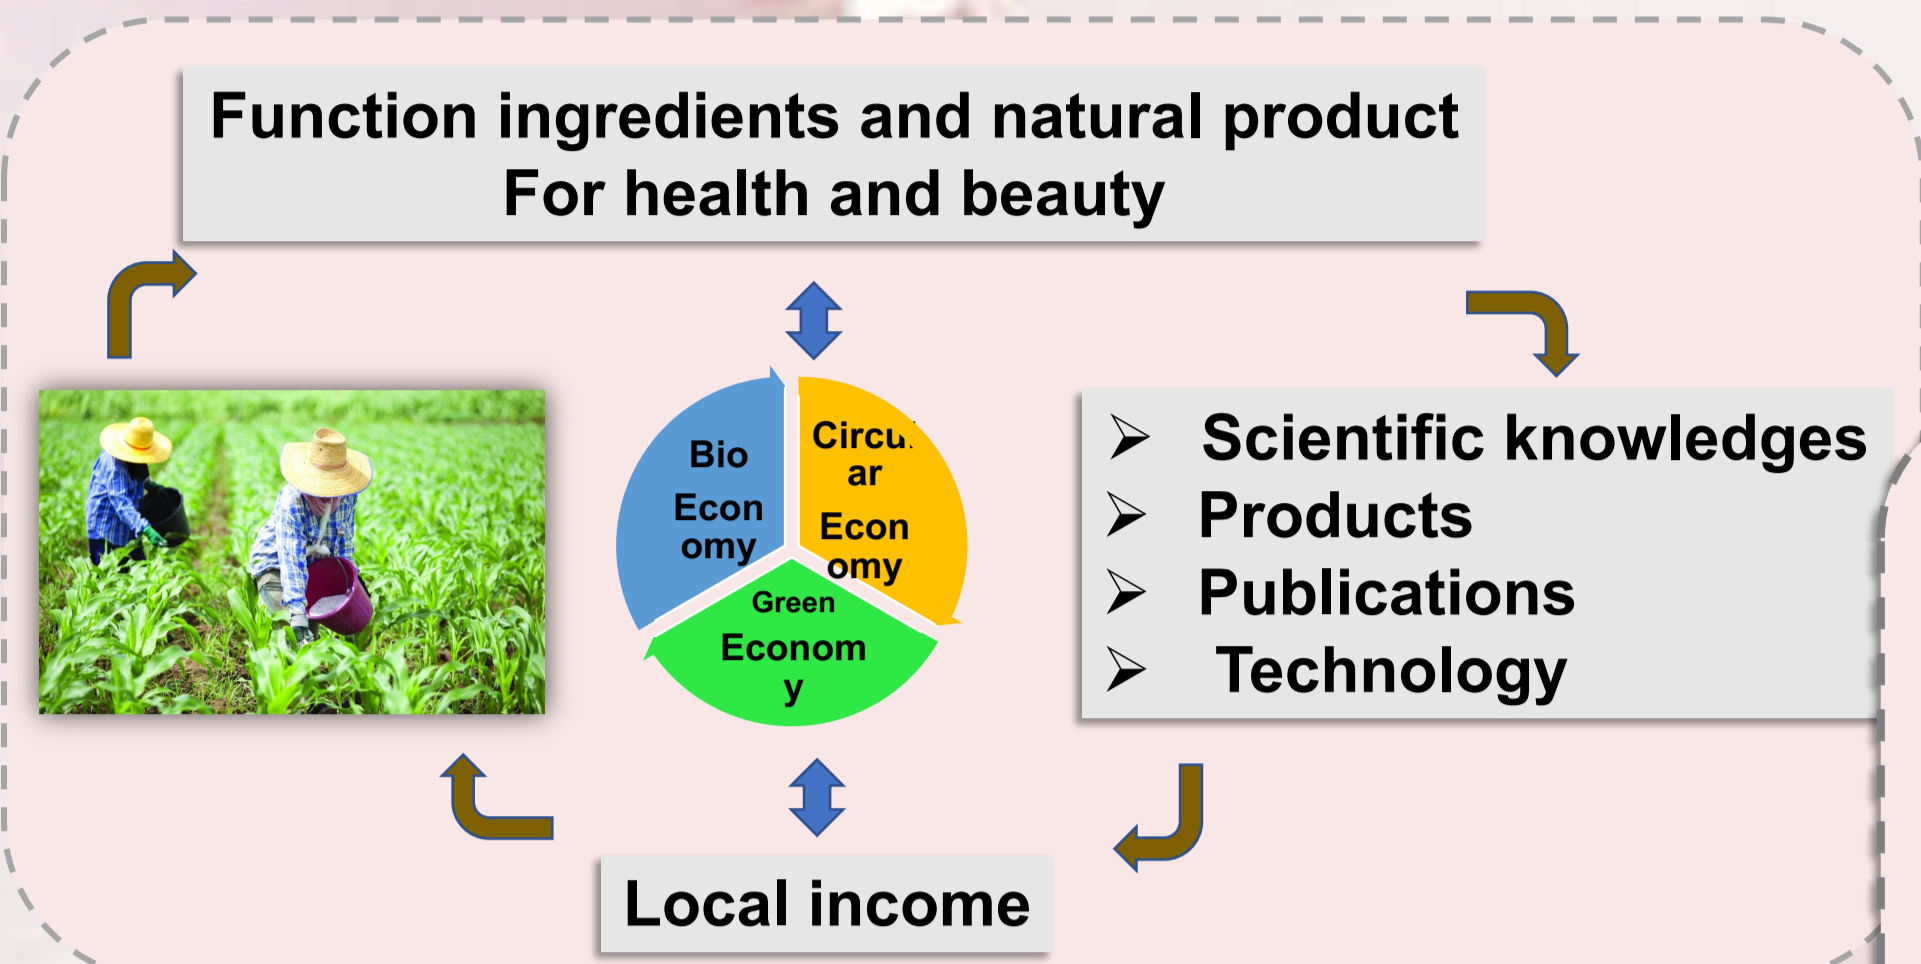 Function ingredients and natural product
For health and beauty
Bio
Econ
omy
Circul
ar
Econ
omy
Green
Econom
y
➢ Scientific knowledges
➢ Products
➢ Publications
➢ Technology
Local income